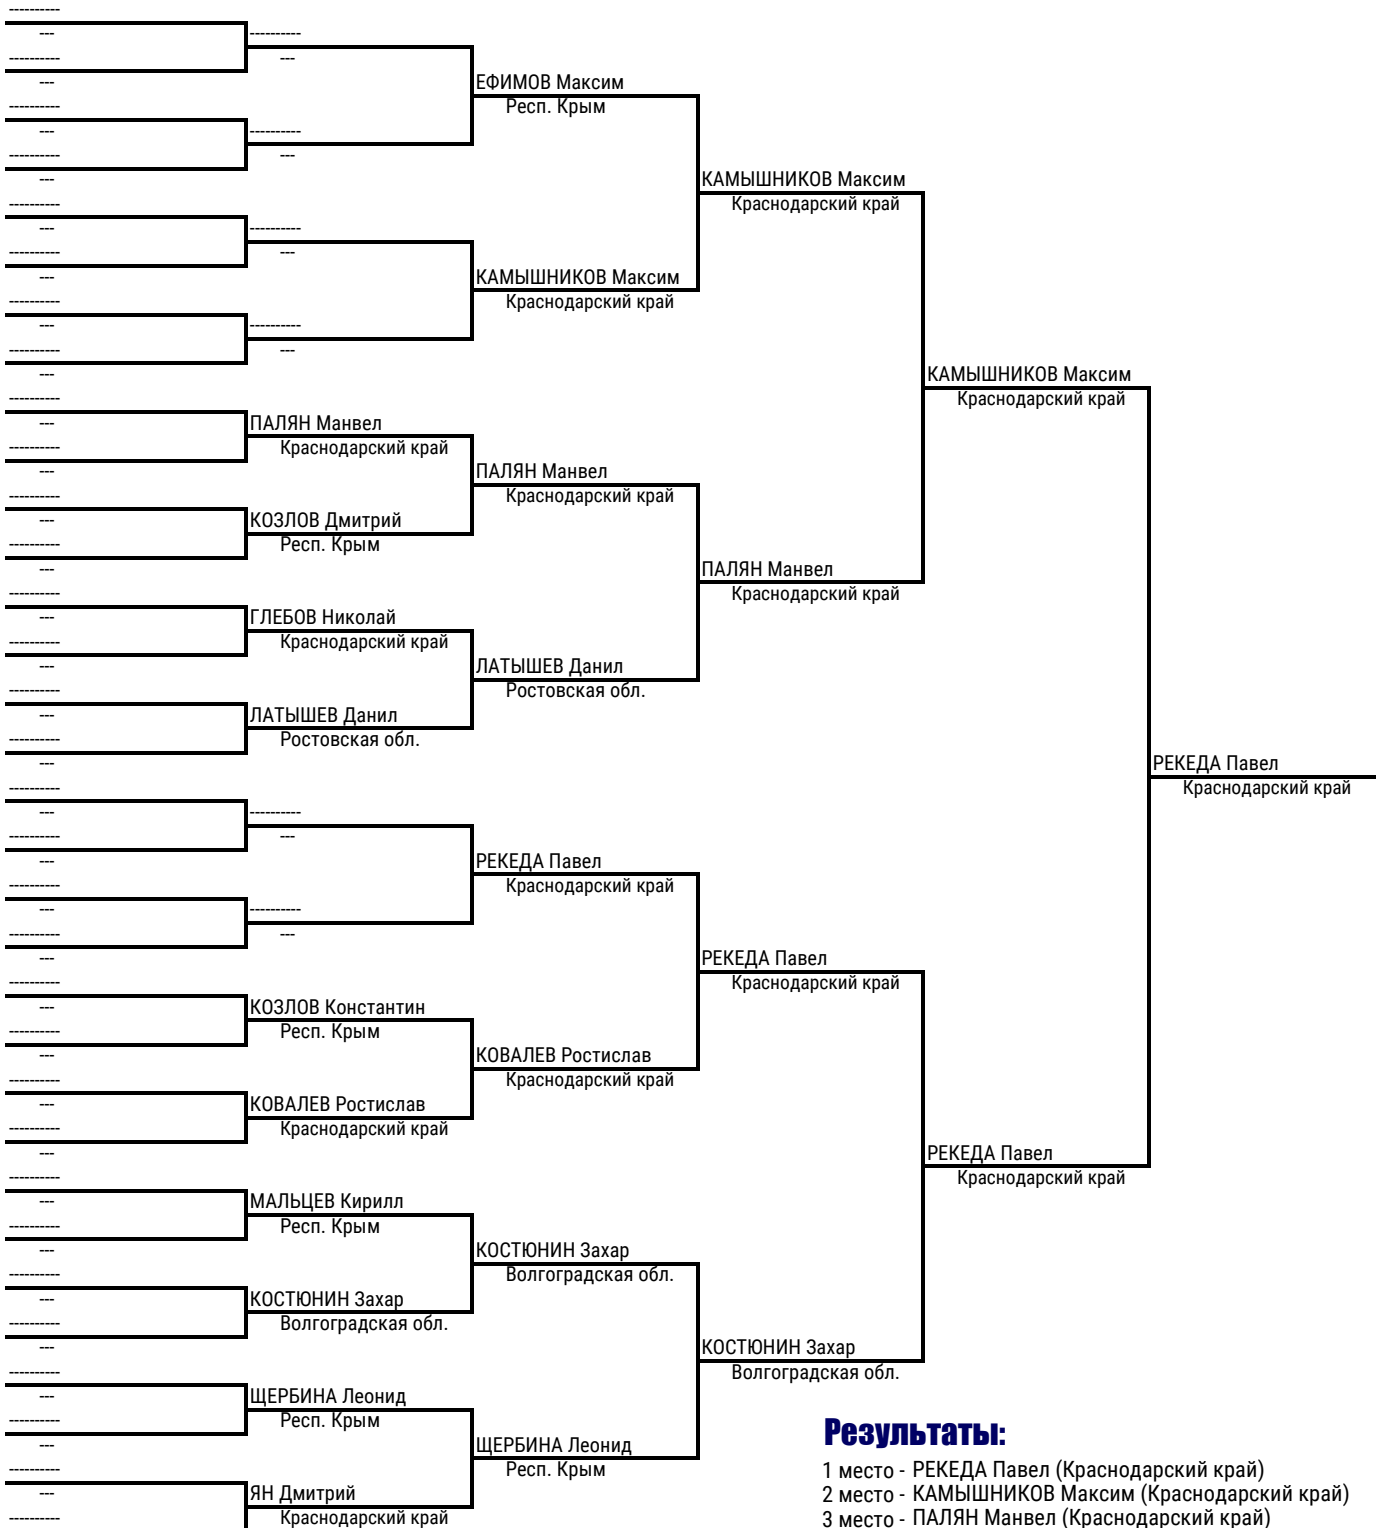 ----------
---
----------
---
----------
---
----------
---
----------
---
----------
---
----------
---
----------
---
----------
---
----------
---
----------
---
----------
---
----------
---
----------
---
----------
---
----------
---
----------
---
----------
---
----------
---
----------
---
----------
---
----------
---
----------
---
----------
---
----------
---
----------
---
----------
---
----------
---
----------
---
----------
---
----------
---
----------
----------
---
----------
---
----------
---
----------
---
ПАЛЯН Манвел
Краснодарский край
КОЗЛОВ Дмитрий
Респ. Крым
ГЛЕБОВ Николай
Краснодарский край
ЛАТЫШЕВ Данил
Ростовская обл.
----------
---
----------
---
КОЗЛОВ Константин
Респ. Крым
КОВАЛЕВ Ростислав
Краснодарский край
МАЛЬЦЕВ Кирилл
Респ. Крым
КОСТЮНИН Захар
Волгоградская обл.
ЩЕРБИНА Леонид
Респ. Крым
ЯН Дмитрий
Краснодарский край
ЕФИМОВ Максим
Респ. Крым
КАМЫШНИКОВ Максим
Краснодарский край
ПАЛЯН Манвел
Краснодарский край
ЛАТЫШЕВ Данил
Ростовская обл.
РЕКЕДА Павел
Краснодарский край
КОВАЛЕВ Ростислав
Краснодарский край
КОСТЮНИН Захар
Волгоградская обл.
ЩЕРБИНА Леонид
Респ. Крым
КАМЫШНИКОВ Максим
Краснодарский край
ПАЛЯН Манвел
Краснодарский край
РЕКЕДА Павел
Краснодарский край
КОСТЮНИН Захар
Волгоградская обл.
КАМЫШНИКОВ Максим
Краснодарский край
РЕКЕДА Павел
Краснодарский край
РЕКЕДА Павел
Краснодарский край
Результаты:
1 место - РЕКЕДА Павел (Краснодарский край)
2 место - КАМЫШНИКОВ Максим (Краснодарский край)
3 место - ПАЛЯН Манвел (Краснодарский край)